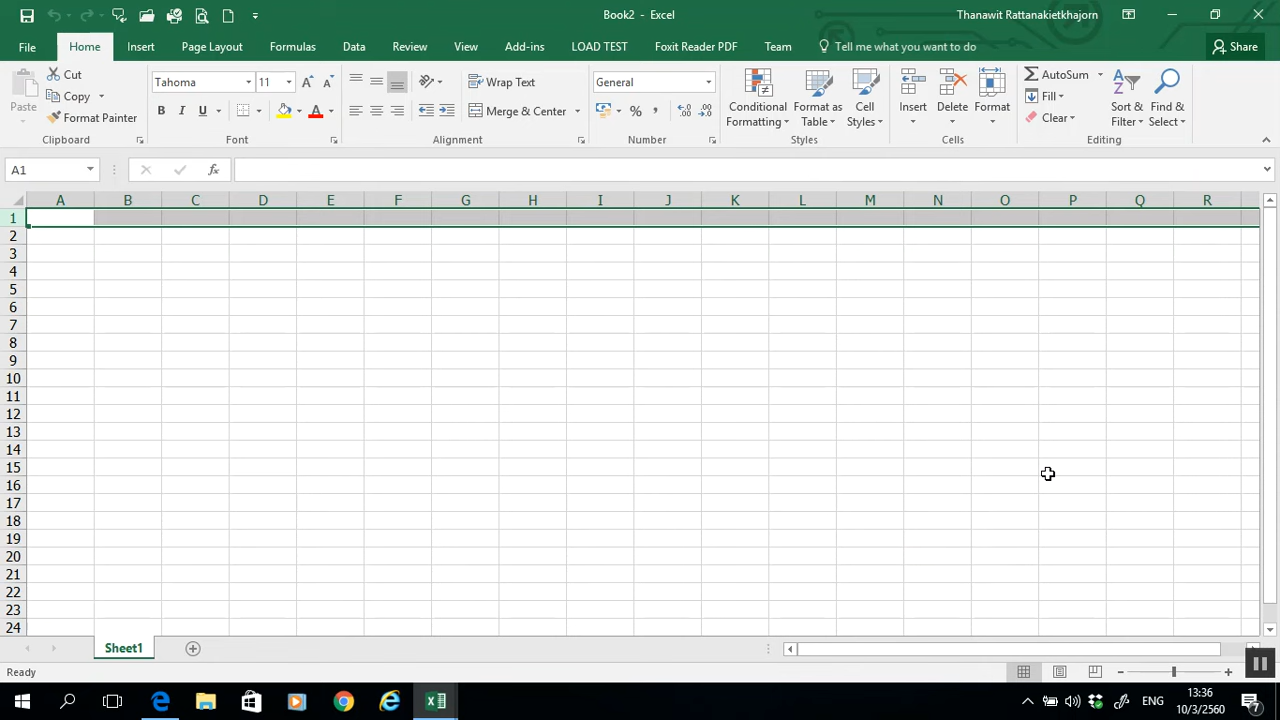 Book2 - Excel
Thanawit Rattanakietkhajorn
File Home Insert Page Layout Formulas Data Review View Add-ins LOAD TEST Foxit Reader PDF Team Tell me what you want to do Share
Paste
Cut
Copy
Format Painter
Clipboard
Tahoma 11
B I U
Font
Wrap Text
Merge & Center
Alignment
General
%
Number
Conditional Formatting
Format as Table
Cell Styles
Styles
Insert Delete Format
Cells
AutoSum
Fill
Clear
Sort & Filter
Find & Select
Editing
A1
fx
A B C D E F G H I J K L M N O P Q R
1
2
3
4
5
6
7
8
9
10
11
12
13
14
15
16
17
18
19
20
21
22
23
24
Sheet1
Ready
ENG
13:36
10/3/2560
7